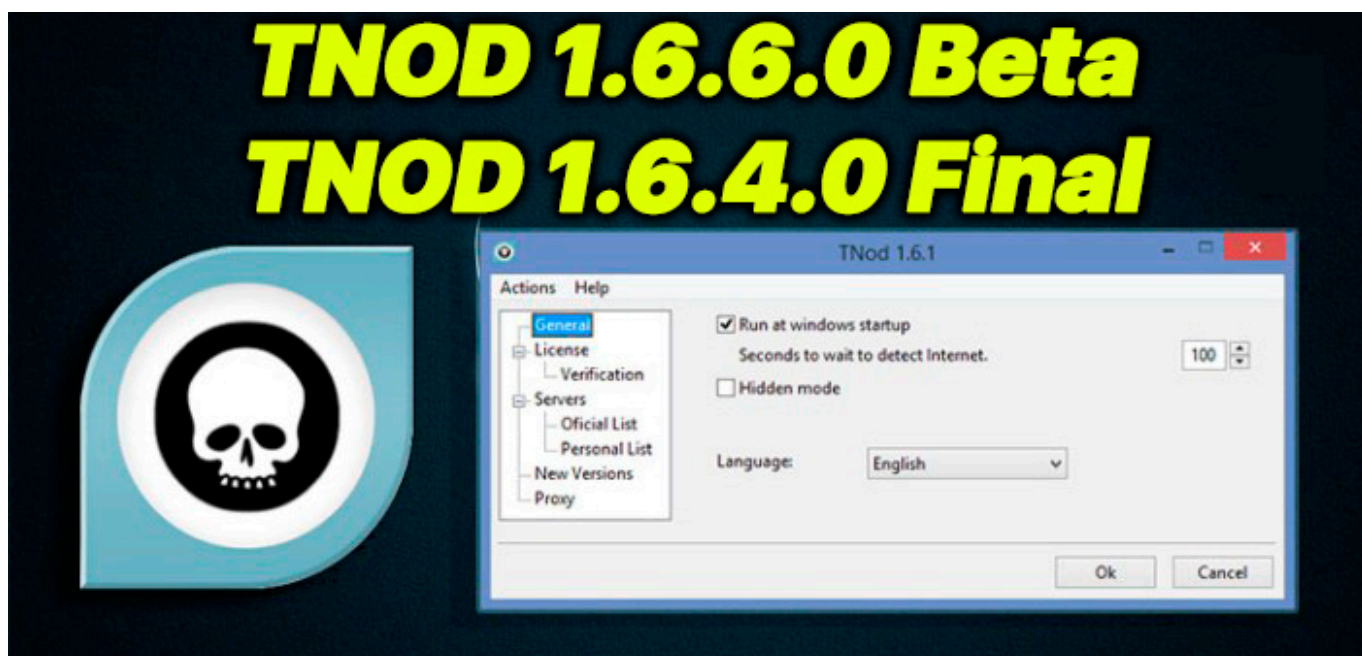 TNOD 1.6.6.0 Beta
TNOD 1.6.4.0 Final
TNod 1.6.1
Actions Help
General
License
Verification
Servers
Oficial List
Personal List
New Versions
Proxy
Run at windows startup
Seconds to wait to detect Internet. 100
Hidden mode
Language: English
Ok Cancel